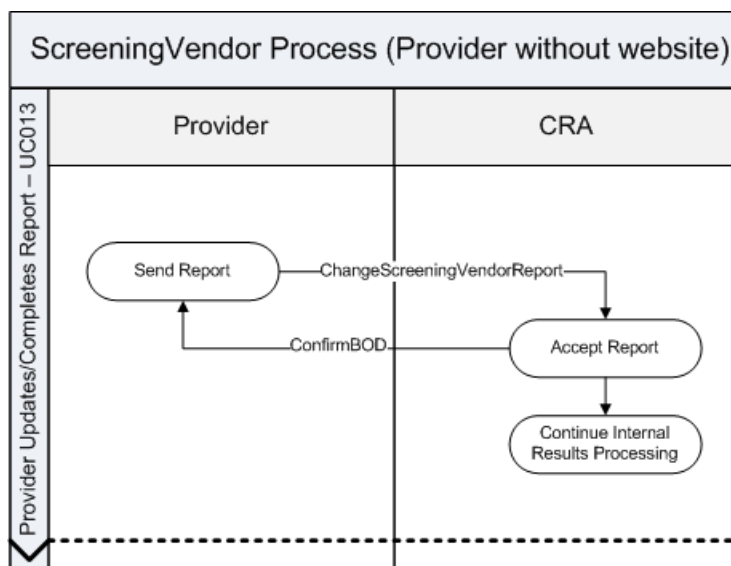 ScreeningVendor Process (Provider without website)
Provider Updates/Completes Report – UC013
Provider
CRA
Send Report
ChangeScreeningVendorReport
ConfirmBOD
Accept Report
Continue Internal
Results Processing